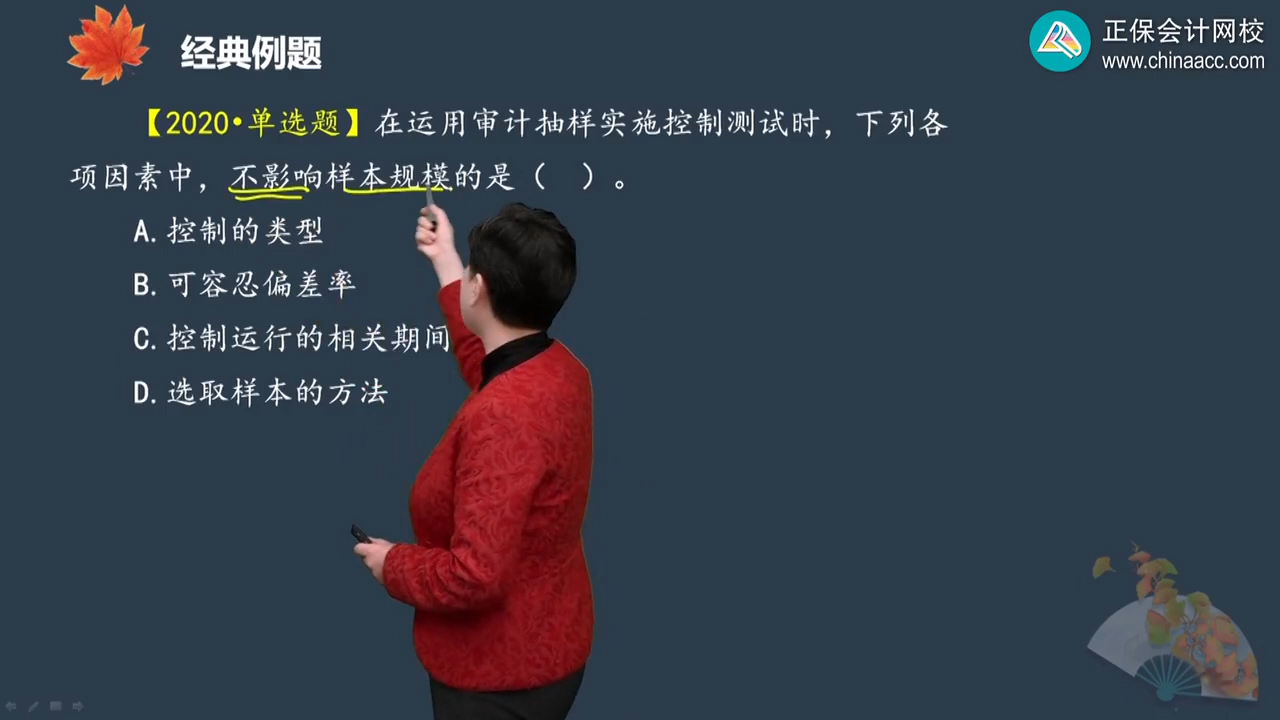 经典例题
正保会计网校
www.chinaacc.com
【2020•单选题】在运用审计抽样实施控制测试时，下列各
项因素中，不影响样本规模的是（ ）。
A.控制的类型
B.可容忍偏差率
C.控制运行的相关期间
D.选取样本的方法